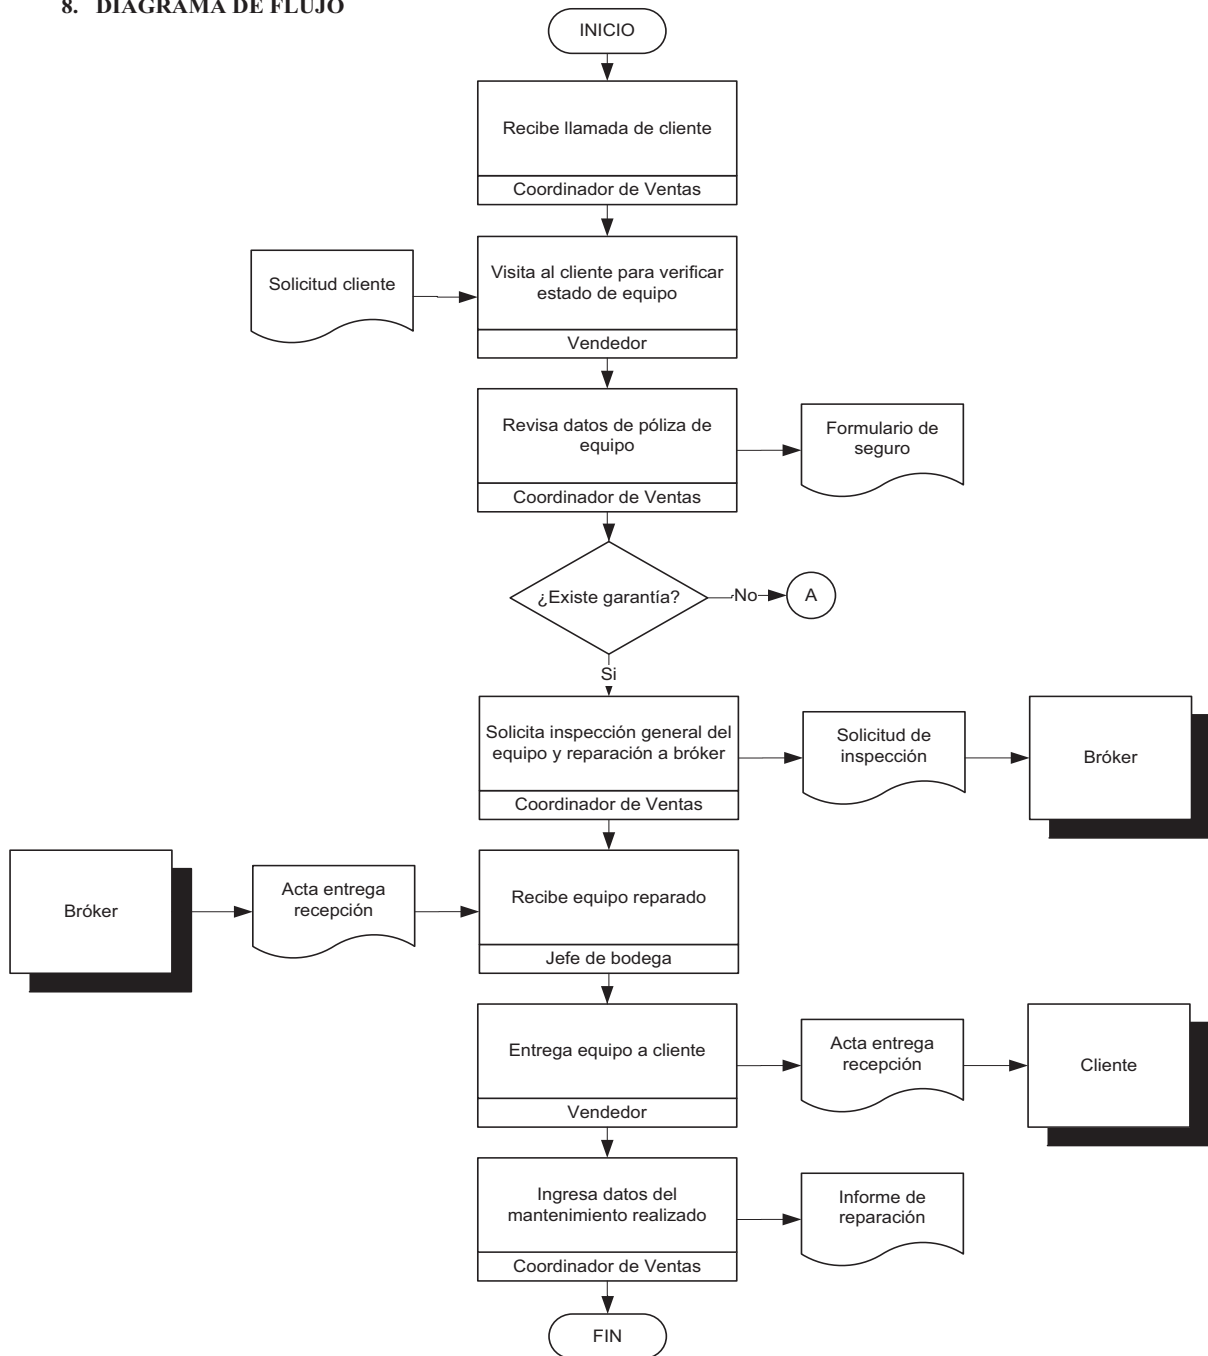 8. DIAGRAMA DE FLUJO
INICIO
Recibe llamada de cliente
Coordinador de Ventas
Solicitud cliente
Visita al cliente para verificar
estado de equipo
Vendedor
Revisa datos de póliza de
equipo
Coordinador de Ventas
Formulario de
seguro
¿Existe garantía?
No
A
Si
Solicita inspección general del
equipo y reparación a bróker
Coordinador de Ventas
Solicitud de
inspección
Bróker
Bróker
Acta entrega
recepción
Recibe equipo reparado
Jefe de bodega
Entrega equipo a cliente
Vendedor
Acta entrega
recepción
Cliente
Ingresa datos del
mantenimiento realizado
Coordinador de Ventas
Informe de
reparación
FIN